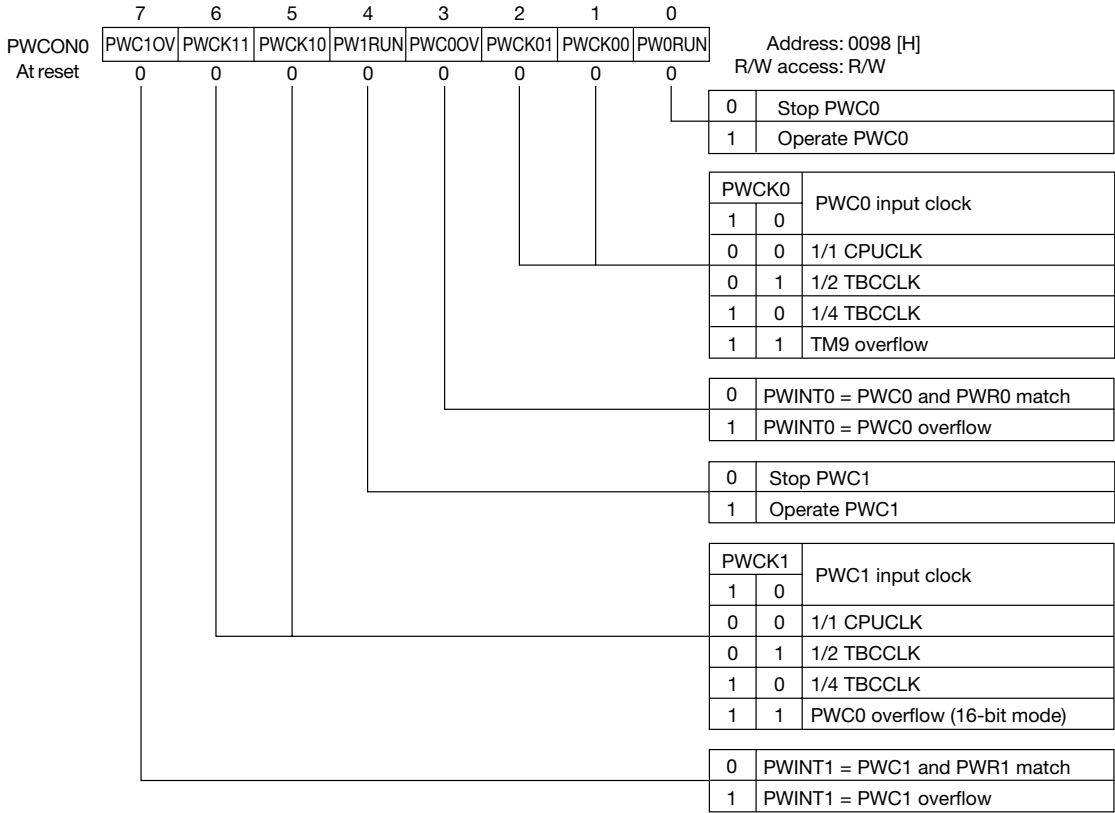 7 6 5 4 3 2 1 0
PWCON0 PWC1OV PWCK11 PWCK10 PW1RUN PWC0OV PWCK01 PWCK00 PW0RUN Address: 0098 [H]
At reset 0 0 0 0 0 0 0 0 R/W access: R/W
0 Stop PWC0
1 Operate PWC0
PWCK0 PWC0 input clock
1 0
0 0 1/1 CPUCLK
0 1 1/2 TBCCLK
1 0 1/4 TBCCLK
1 1 TM9 overflow
0 PWINT0 = PWC0 and PWR0 match
1 PWINT0 = PWC0 overflow
0 Stop PWC1
1 Operate PWC1
PWCK1 PWC1 input clock
1 0
0 0 1/1 CPUCLK
0 1 1/2 TBCCLK
1 0 1/4 TBCCLK
1 1 PWC0 overflow (16-bit mode)
0 PWINT1 = PWC1 and PWR1 match
1 PWINT1 = PWC1 overflow